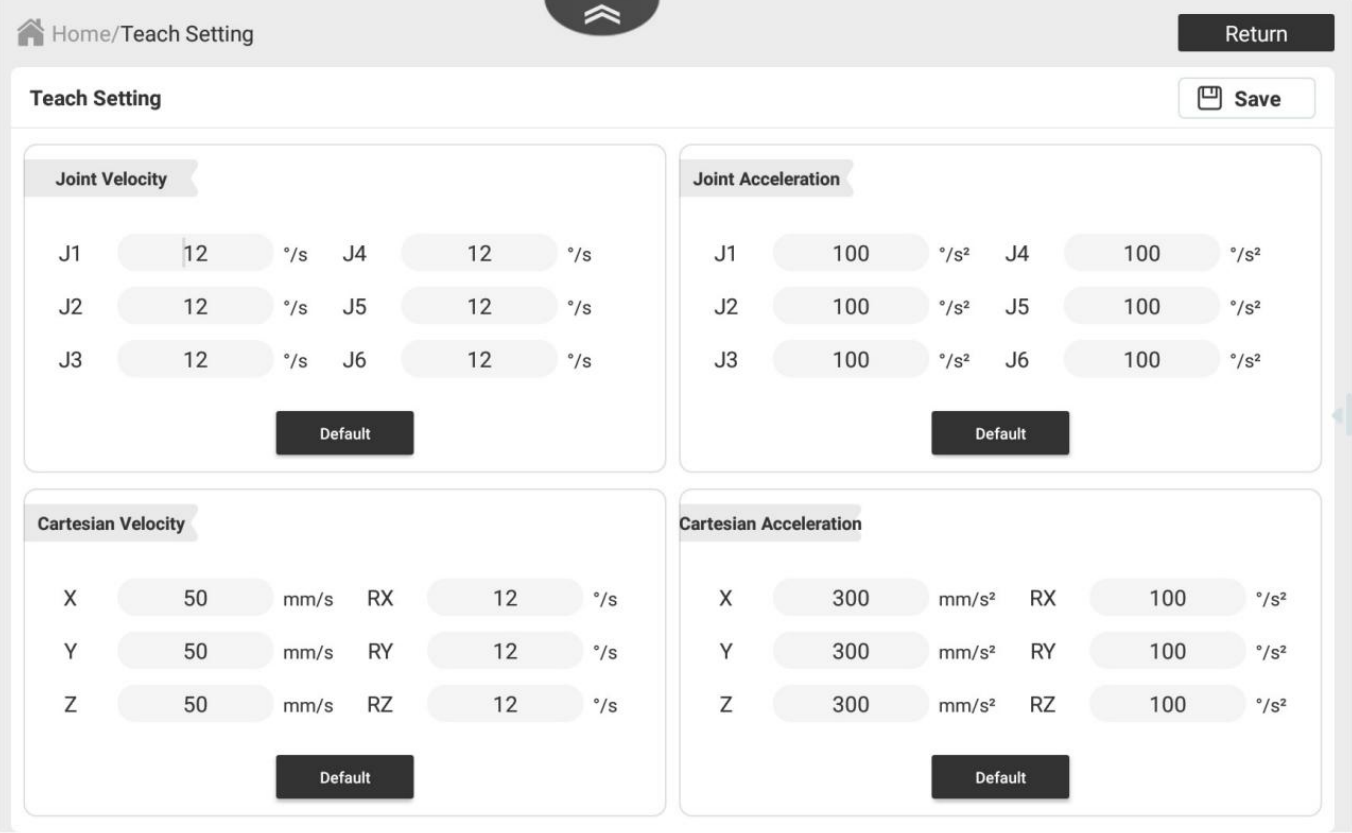 Home/Teach Setting
Return
Teach Setting
Save
Joint Velocity
J1 12 °/s J4 12 °/s
J2 12 °/s J5 12 °/s
J3 12 °/s J6 12 °/s
Default
Joint Acceleration
J1 100 °/s² J4 100 °/s²
J2 100 °/s² J5 100 °/s²
J3 100 °/s² J6 100 °/s²
Default
Cartesian Velocity
X 50 mm/s RX 12 °/s
Y 50 mm/s RY 12 °/s
Z 50 mm/s RZ 12 °/s
Default
Cartesian Acceleration
X 300 mm/s² RX 100 °/s²
Y 300 mm/s² RY 100 °/s²
Z 300 mm/s² RZ 100 °/s²
Default